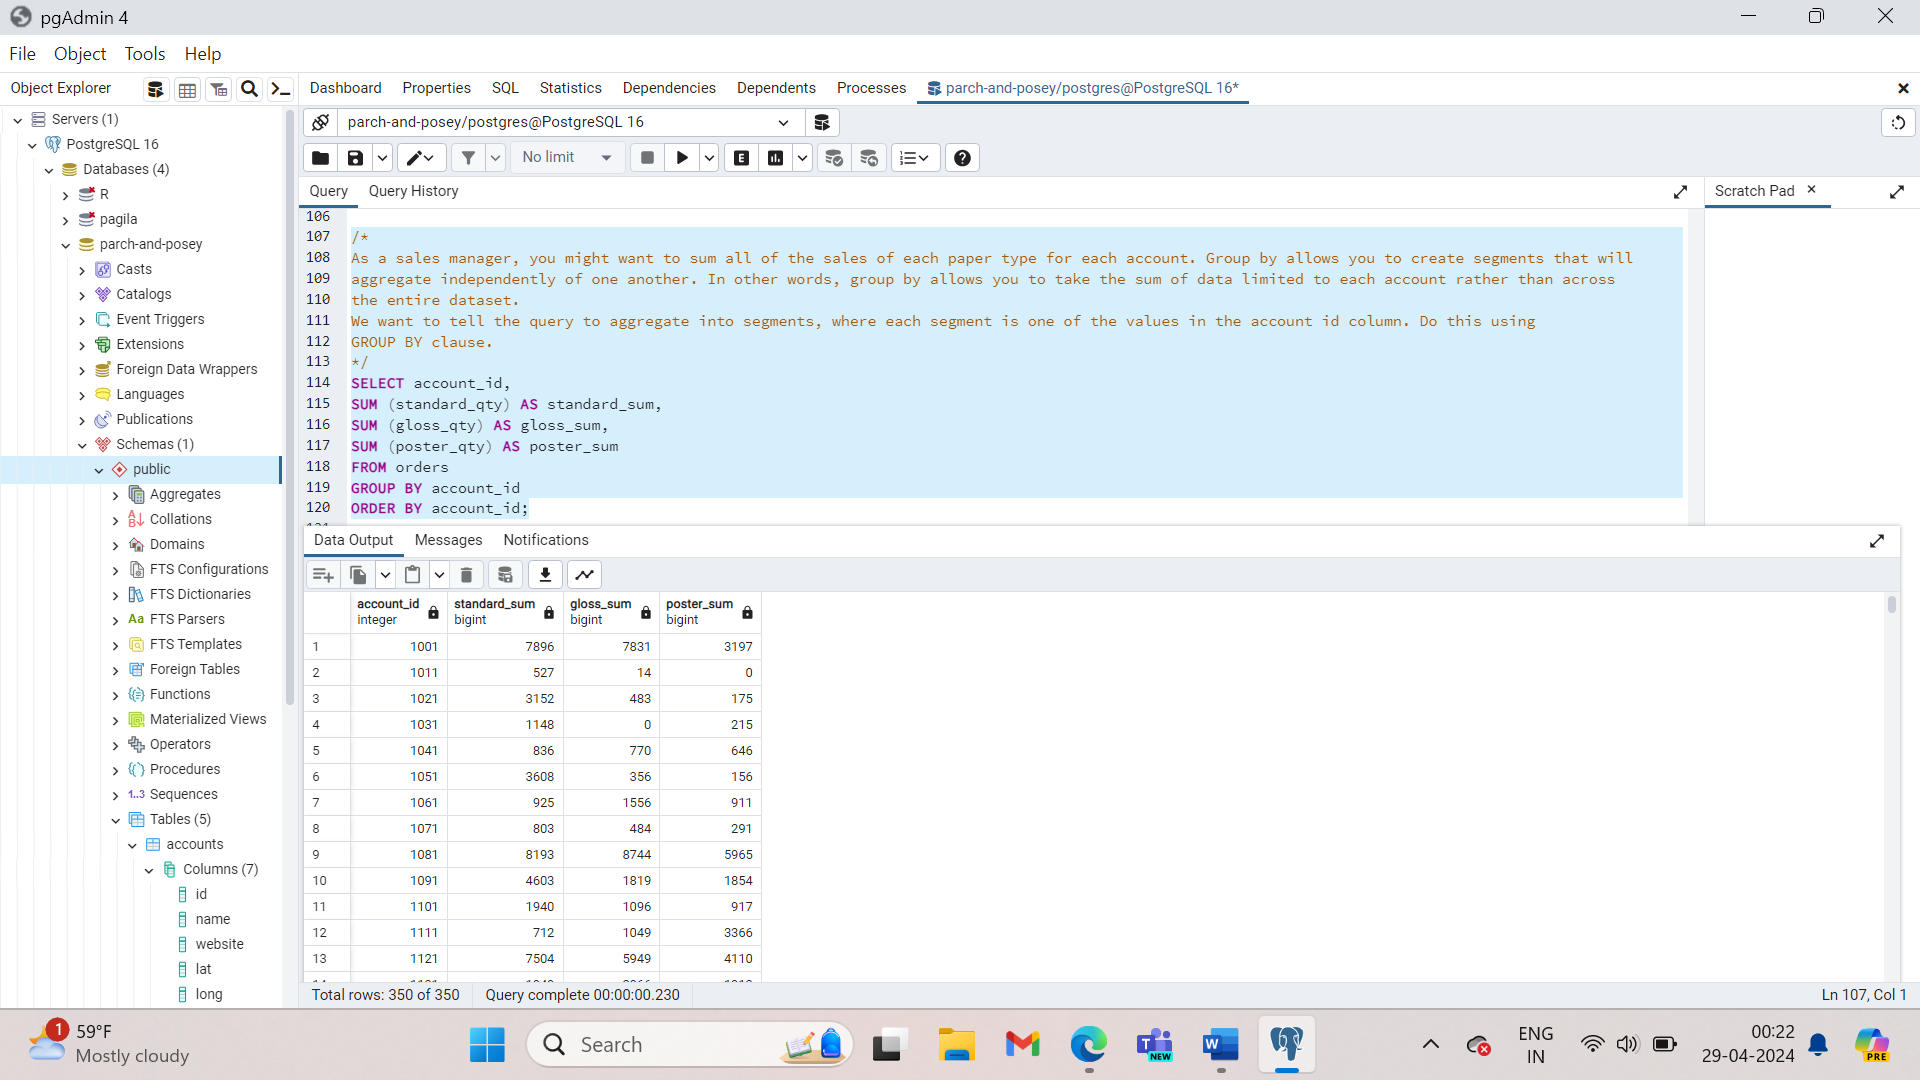 pgAdmin 4
File Object Tools Help
Object Explorer
Dashboard Properties SQL Statistics Dependencies Dependents Processes parch-and-posey/postgres@PostgreSQL 16*
Servers (1)
PostgreSQL 16
Databases (4)
R
pagila
parch-and-posey
Casts
Catalogs
Event Triggers
Extensions
Foreign Data Wrappers
Languages
Publications
Schemas (1)
public
Aggregates
Collations
Domains
FTS Configurations
FTS Dictionaries
Aa FTS Parsers
FTS Templates
Foreign Tables
Functions
Materialized Views
Operators
Procedures
1..3 Sequences
Tables (5)
accounts
Columns (7)
id
name
website
lat
long
parch-and-posey/postgres@PostgreSQL 16
No limit
E
Query Query History
Scratch Pad
106
107 /*
108 As a sales manager, you might want to sum all of the sales of each paper type for each account. Group by allows you to create segments that will
109 aggregate independently of one another. In other words, group by allows you to take the sum of data limited to each account rather than across
110 the entire dataset.
111 We want to tell the query to aggregate into segments, where each segment is one of the values in the account id column. Do this using
112 GROUP BY clause.
113 */
114 SELECT account_id,
115 SUM (standard_qty) AS standard_sum,
116 SUM (gloss_qty) AS gloss_sum,
117 SUM (poster_qty) AS poster_sum
118 FROM orders
119 GROUP BY account_id
120 ORDER BY account_id;
Data Output Messages Notifications
account_id standard_sum gloss_sum poster_sum
integer bigint bigint bigint
1 1001 7896 7831 3197
2 1011 527 14 0
3 1021 3152 483 175
4 1031 1148 0 215
5 1041 836 770 646
6 1051 3608 356 156
7 1061 925 1556 911
8 1071 803 484 291
9 1081 8193 8744 5965
10 1091 4603 1819 1854
11 1101 1940 1096 917
12 1111 712 1049 3366
13 1121 7504 5949 4110
Total rows: 350 of 350 Query complete 00:00:00.230
Ln 107, Col 1
1
59°F
Mostly cloudy
Search
T
NEW
W
ENG
IN
00:22
29-04-2024
PRE